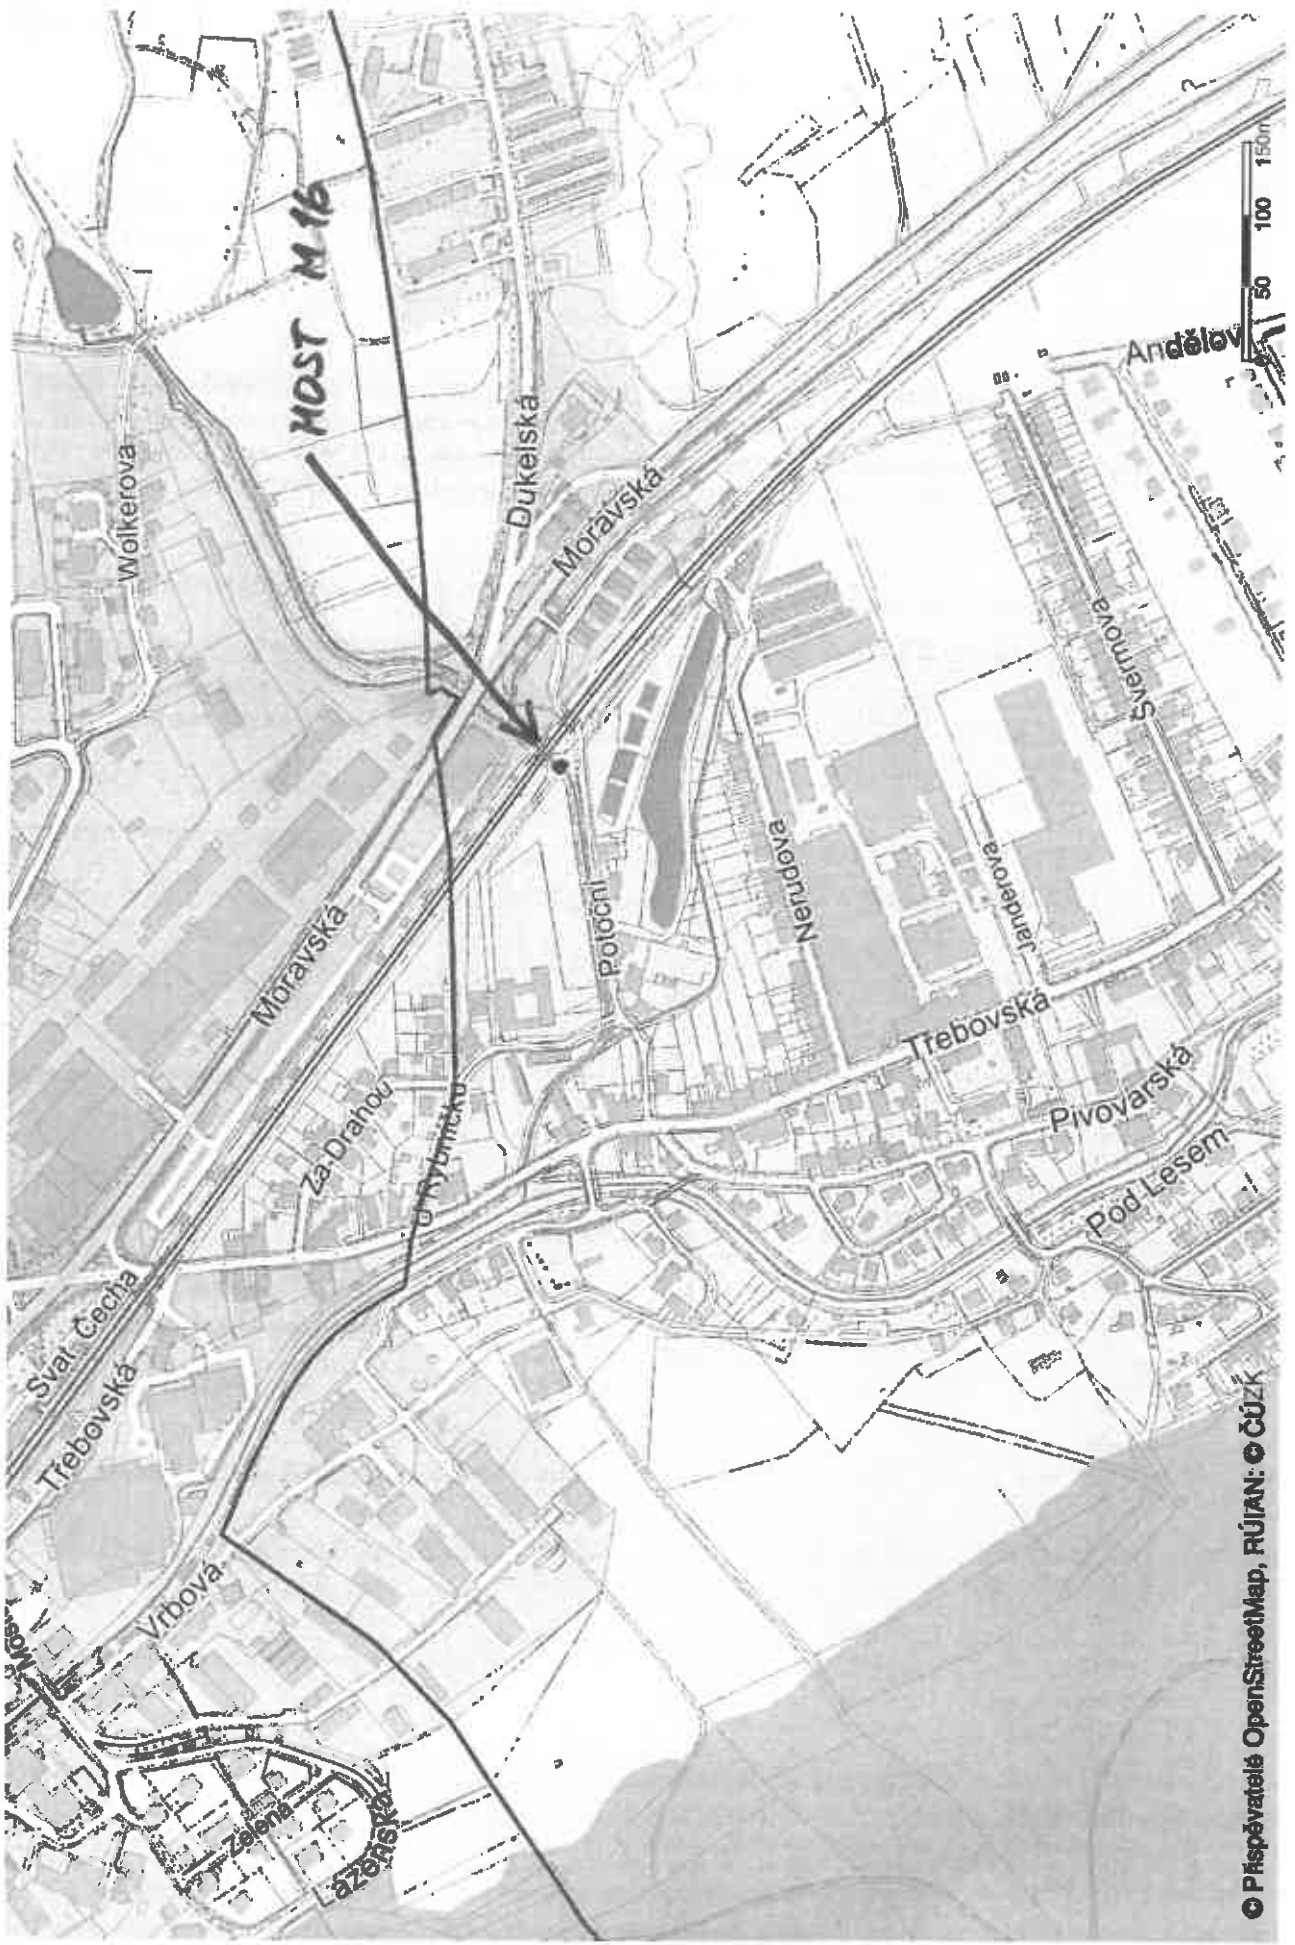 MOST M 16
Wolkerova
Dukelská
Moravská
Moravská
Potoční
Nerudova
Janderova
Švermova
Andělov
Třebovská
Pivovarská
Pod Lesem
Za Drahou
U Rybníčku
Svat. Čecha
Třebovská
Vrbová
Zelená
ázeňská
50 100 150m
© Přispěvatelé OpenStreetMap, RÚIAN: © ČÚZK